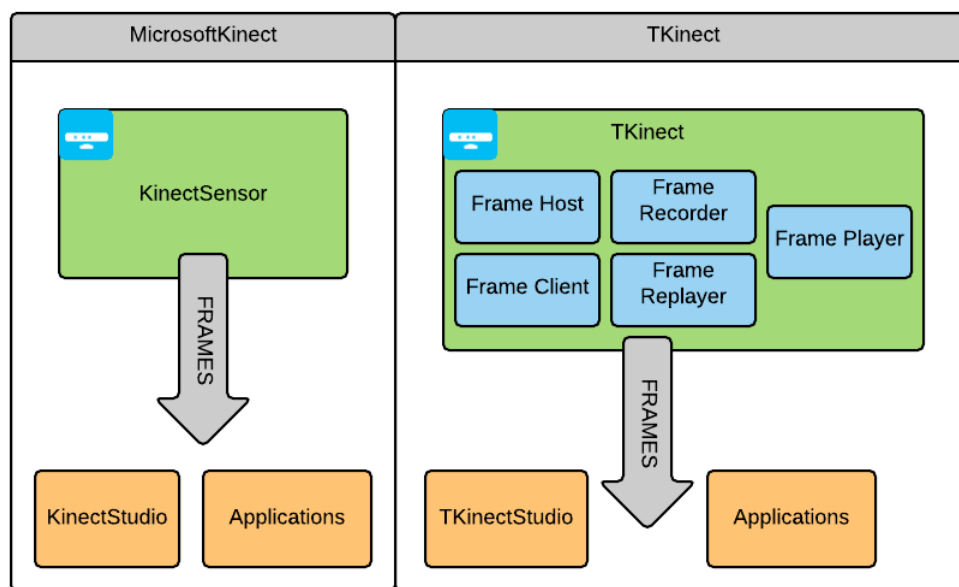 MicrosoftKinect
TKinect
KinectSensor
FRAMES
KinectStudio
Applications
TKinect
Frame Host
Frame
Recorder
Frame Player
Frame Client
Frame
Replayer
FRAMES
TKinectStudio
Applications